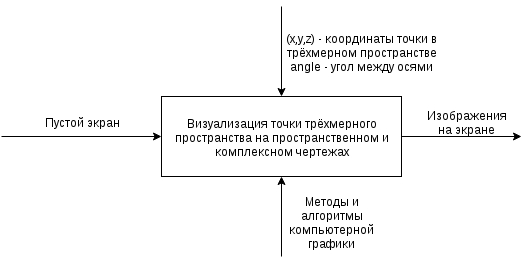 (x,y,z) - координаты точки в
трёхмерном пространстве
angle - угол между осями
Пустой экран
Визуализация точки трёхмерного
пространства на пространственном и
комплексном чертежах
Изображения
на экране
Методы и
алгоритмы
компьютерной
графики